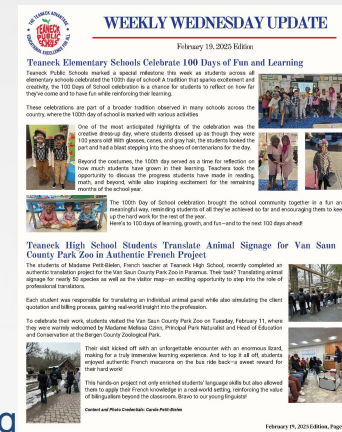 THE TEANECK ADVANTAGE
TEANECK
PUBLIC
SCHOOLS
EDUCATIONAL EXCELLENCE FOR ALL
WEEKLY WEDNESDAY UPDATE
February 19, 2025 Edition
Teaneck Elementary Schools Celebrate 100 Days of Fun and Learning
Teaneck Public Schools marked a special milestone this week as students across all
elementary schools celebrated the 100th day of school! A tradition that sparks excitement and
creativity, the 100 Days of School celebration is a chance for students to reflect on how far
they've come and to have fun while reinforcing their learning.
These celebrations are part of a broader tradition observed in many schools across the
country, where the 100th day of school is marked with various activities
One of the most anticipated highlights of the celebration was the
creative dress-up day, where students dressed up as though they were
100 years old! With glasses, canes, and gray hair, the students looked the
part and had a blast stepping into the shoes of centenarians for the day.
Beyond the costumes, the 100th day served as a time for reflection on
how much students have grown in their learning. Teachers took the
opportunity to discuss the progress students have made in reading,
math, and beyond, while also inspiring excitement for the remaining
months of the school year.
The 100th Day of School celebration brought the school community together in a fun an
meaningful way, reminding students of all they've achieved so far and encouraging them to kee
up the hard work for the rest of the year.
Here's to 100 days of learning, growth, and fun—and to the next 100 days ahead!
Teaneck High School Students Translate Animal Signage for Van Saun
County Park Zoo in Authentic French Project
The students of Madame Petit-Bielen, French teacher at Teaneck High School, recently completed an
authentic translation project for the Van Saun County Zoo in Paramus. Their task? Translating animal
signage for nearly 50 species as well as the visitor map—an exciting opportunity to step into the role of
professional translators.
Each student was responsible for translating an individual animal panel while also simulating the client
quotation and billing process, gaining real-world insight into the profession.
To celebrate their work, students visited the Van Saun County Park Zoo on Tuesday, February 11, where
they were warmly welcomed by Madame Melissa Czirn, Principal Park Naturalist and Head of Education
and Conservation at the Bergen County Zoological Park.
Their visit kicked off with an unforgettable encounter with an enormous lizard,
making for a truly immersive learning experience. And to top it all off, students
enjoyed authentic French macarons on the bus ride back—a sweet reward for
their hard work!
This hands-on project not only enriched students' language skills but also allowed
them to apply their French knowledge in a real-world setting, reinforcing the value
of bilingualism beyond the classroom. Bravo to our young linguists!
Content and Photo Credentials: Carole Petit-Bielen
a
February 19, 2025 Edition, Page